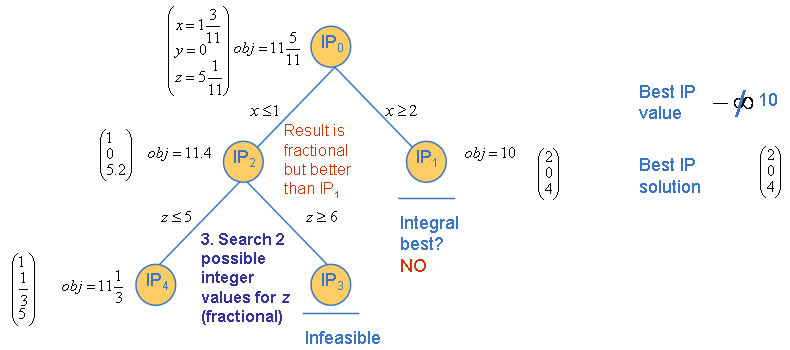 x = 1 3/11
y = 0
z = 5 1/11
obj = 11 5/11
IP0
x ≤ 1
x ≥ 2
Best IP
value
– ∞ 10
1
0
5.2
obj = 11.4
IP2
Result is
fractional
but better
than IP1
IP1
obj = 10
2
0
4
Best IP
solution
2
0
4
z ≤ 5
z ≥ 6
Integral
best?
NO
3. Search 2
possible
integer
values for z
(fractional)
1
1/3
5
obj = 11 1/3
IP4
IP3
Infeasible